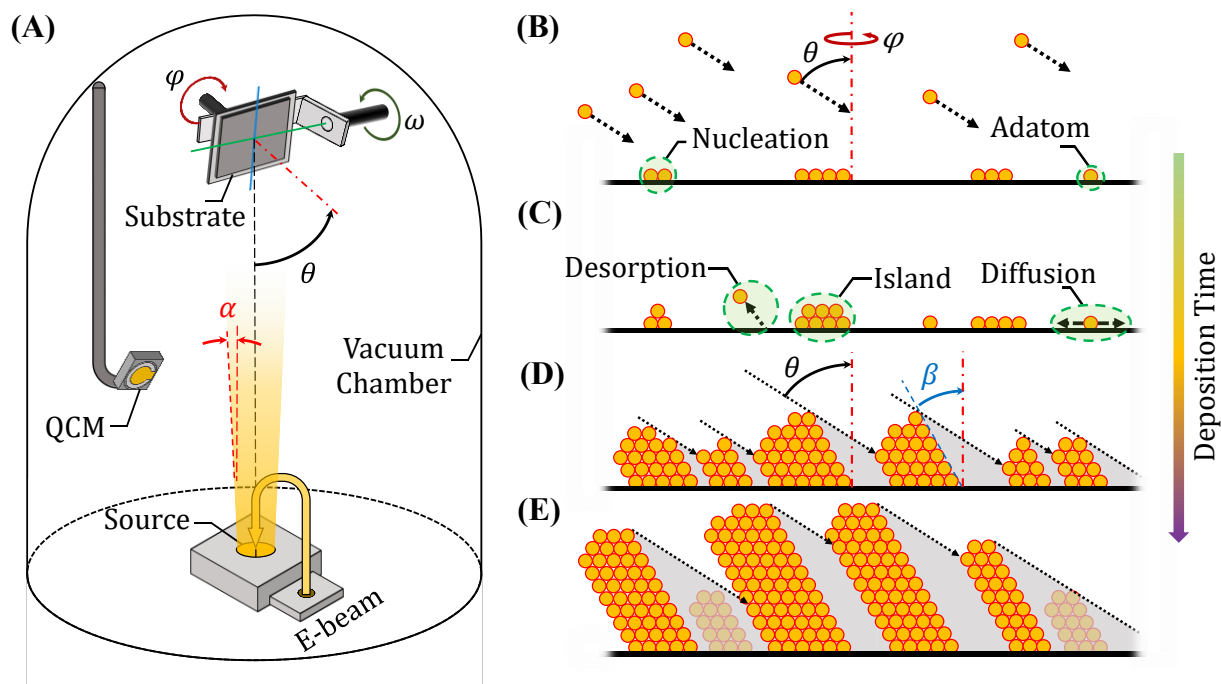 (A)
φ
ω
Substrate
θ
α
Vacuum
Chamber
QCM
Source
E-beam
(B)
θ
φ
Nucleation
Adatom
(C)
Desorption
Island
Diffusion
(D)
θ
β
(E)
Deposition Time